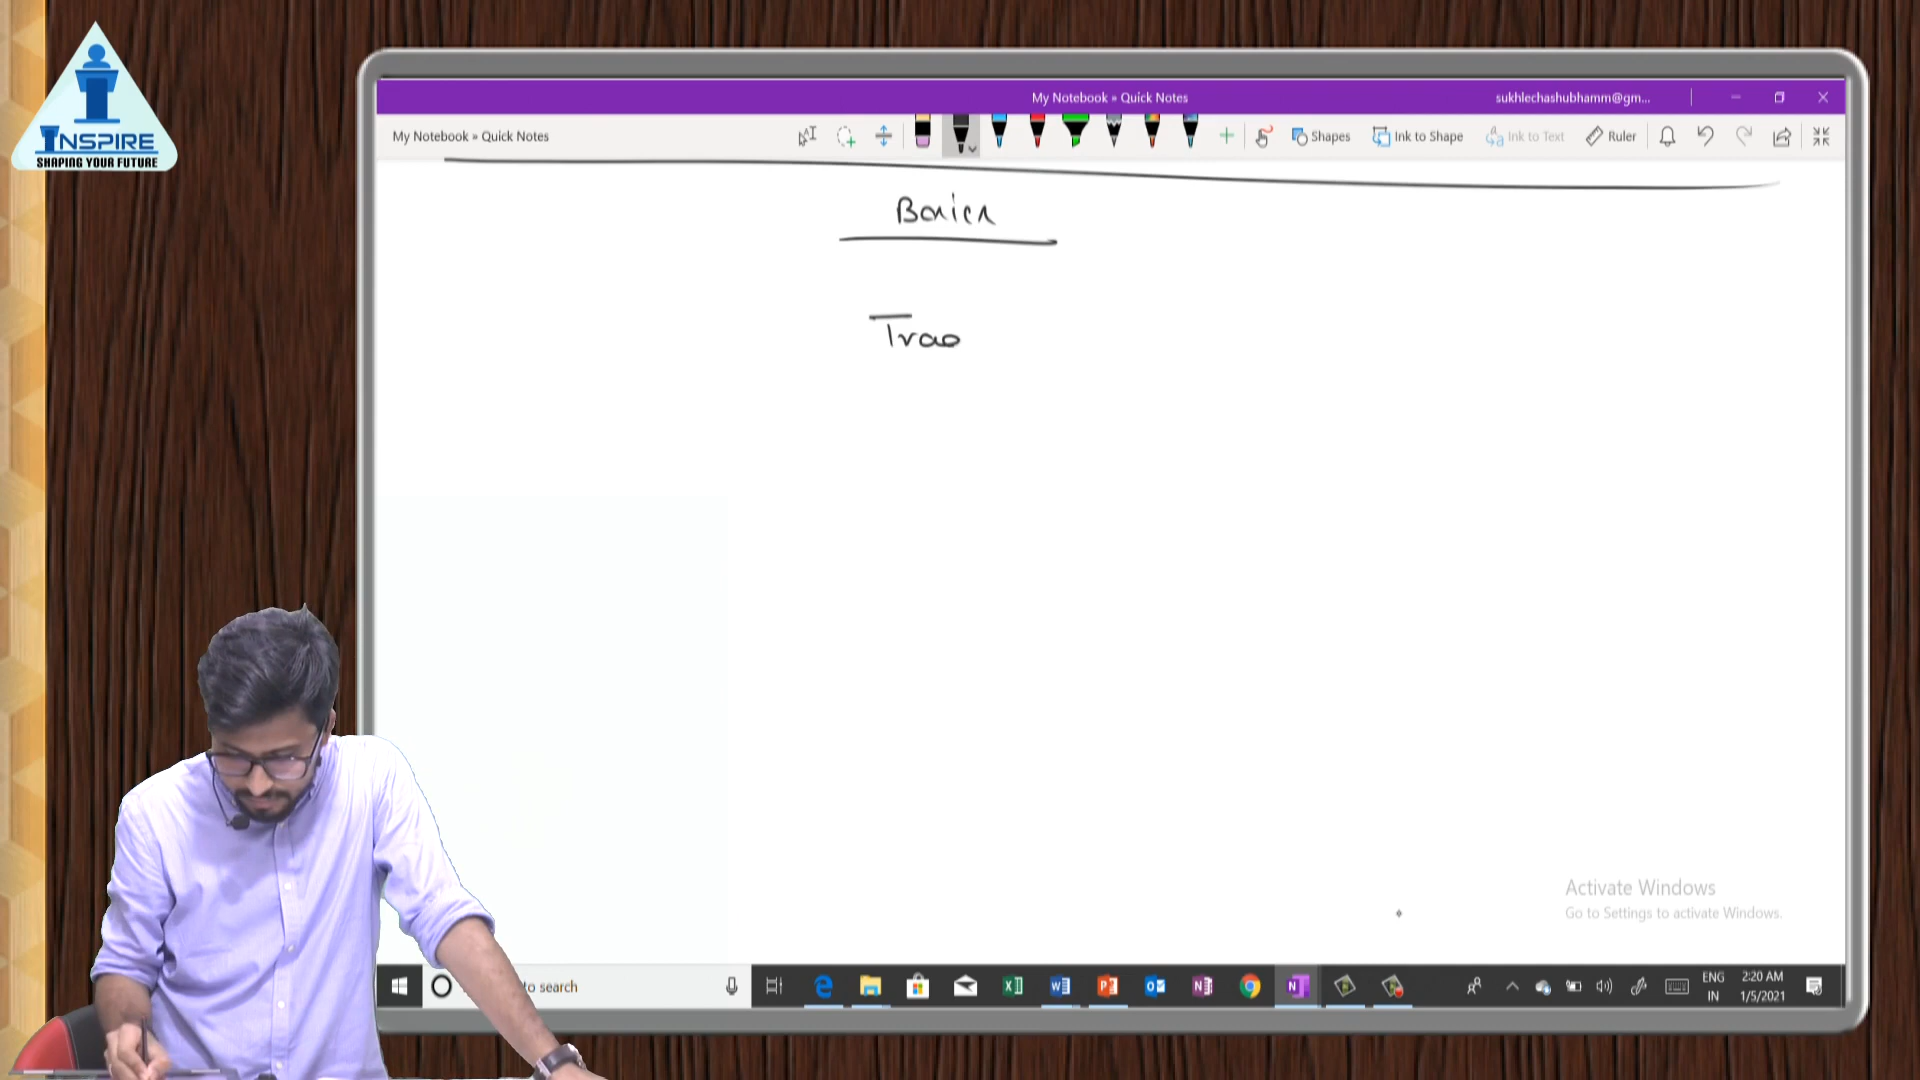 INSPIRE
SHAPING YOUR FUTURE
My Notebook » Quick Notes
sukhlechashubhamm@gm...
My Notebook » Quick Notes
Shapes
Ink to Shape
Ink to Text
Ruler
Trao
Activate Windows
Go to Settings to activate Windows.
to search
ENG
IN
2:20 AM
1/5/2021